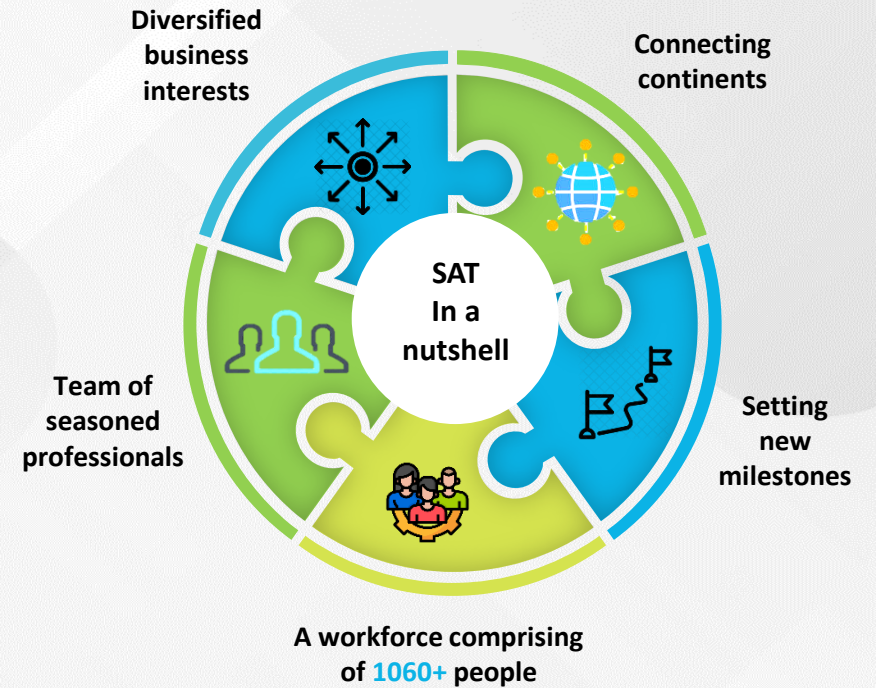 Diversified
business
interests
Connecting
continents
SAT
In a
nutshell
Team of
seasoned
professionals
Setting
new
milestones
A workforce comprising
of 1060+ people